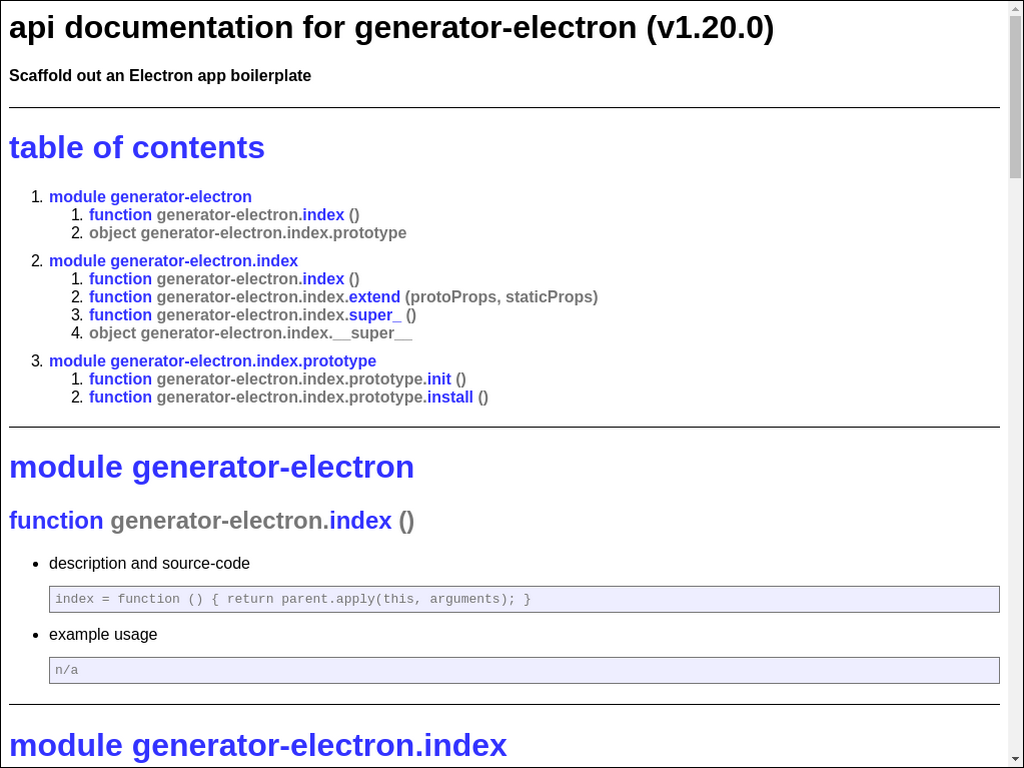 api documentation for generator-electron (v1.20.0)
Scaffold out an Electron app boilerplate
table of contents
1. module generator-electron
1. function generator-electron.index ()
2. object generator-electron.index.prototype
2. module generator-electron.index
1. function generator-electron.index ()
2. function generator-electron.index.extend (protoProps, staticProps)
3. function generator-electron.index.super_ ()
4. object generator-electron.index.__super__
3. module generator-electron.index.prototype
1. function generator-electron.index.prototype.init ()
2. function generator-electron.index.prototype.install ()
module generator-electron
function generator-electron.index ()
• description and source-code
index = function () { return parent.apply(this, arguments); }
• example usage
n/a
module generator-electron.index